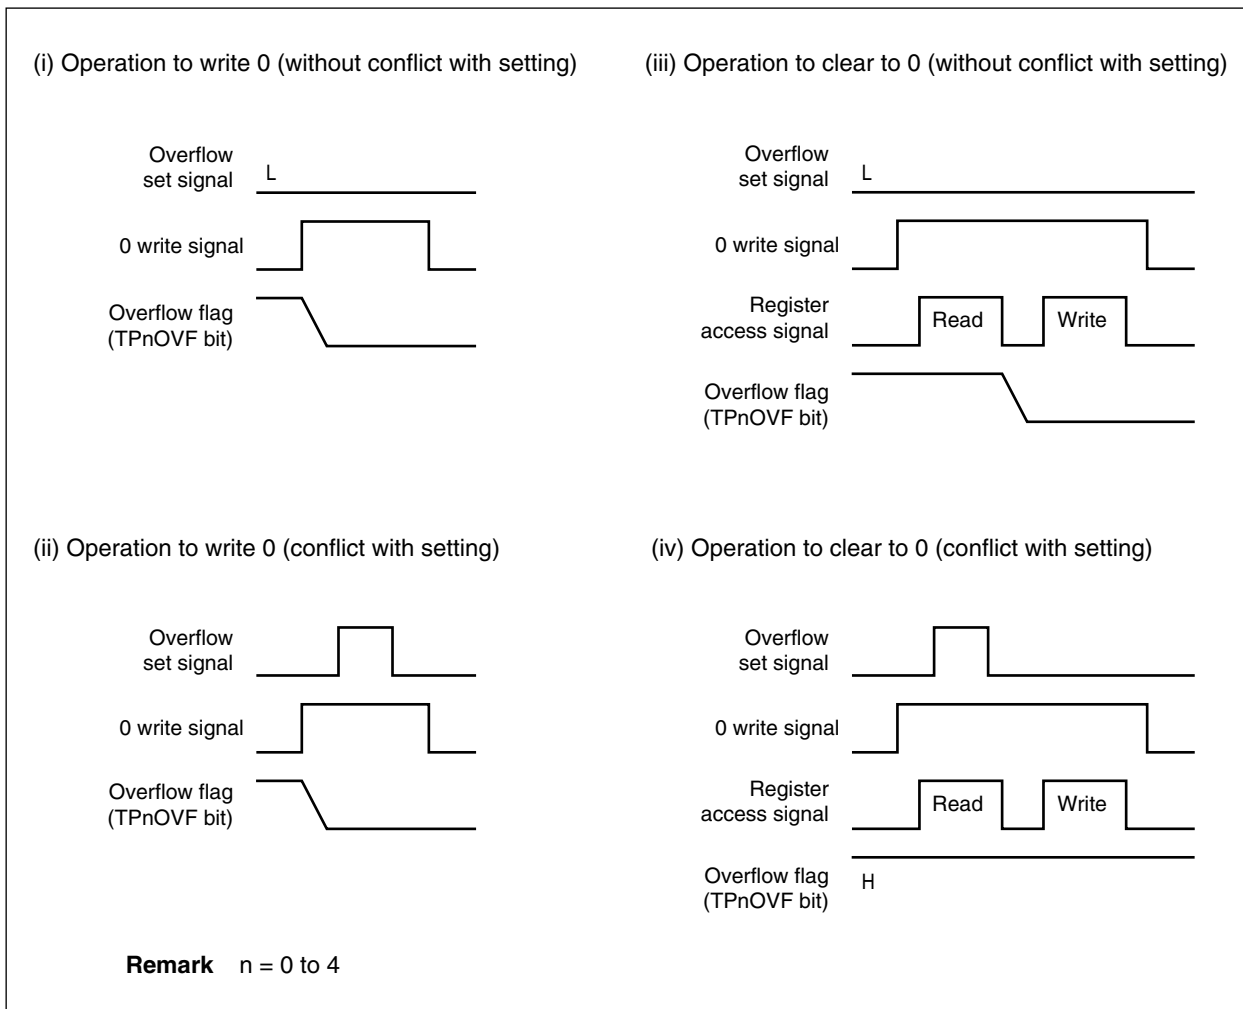 (i) Operation to write 0 (without conflict with setting)
Overflow
set signal
L
0 write signal
Overflow flag
(TPnOVF bit)
(iii) Operation to clear to 0 (without conflict with setting)
Overflow
set signal
L
0 write signal
Register
access signal
Read
Write
Overflow flag
(TPnOVF bit)
(ii) Operation to write 0 (conflict with setting)
Overflow
set signal
0 write signal
Overflow flag
(TPnOVF bit)
(iv) Operation to clear to 0 (conflict with setting)
Overflow
set signal
0 write signal
Register
access signal
Read
Write
Overflow flag
(TPnOVF bit)
H
Remark n = 0 to 4